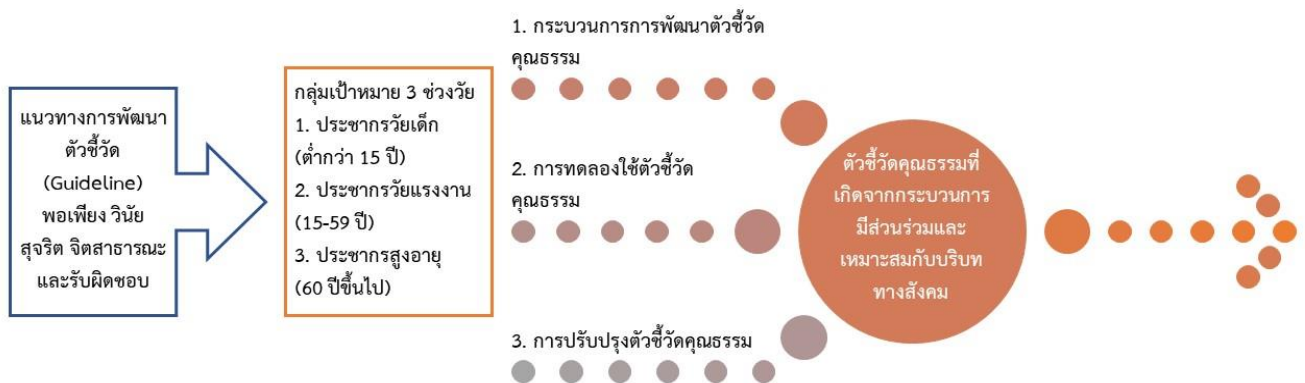 แนวทางการพัฒนา
ตัวชี้วัด
(Guideline)
พอเพียง วินัย
สุจริต จิตสาธารณะ
และรับผิดชอบ
กลุ่มเป้าหมาย 3 ช่วงวัย
1. ประชากรวัยเด็ก
(ต่ำกว่า 15 ปี)
2. ประชากรวัยแรงงาน
(15-59 ปี)
3. ประชากรสูงอายุ
(60 ปีขึ้นไป)
1. กระบวนการการพัฒนาตัวชี้วัด
คุณธรรม
2. การทดลองใช้ตัวชี้วัด
คุณธรรม
3. การปรับปรุงตัวชี้วัดคุณธรรม
ตัวชี้วัดคุณธรรมที่
เกิดจากกระบวนการ
มีส่วนร่วมและ
เหมาะสมกับบริบท
ทางสังคม